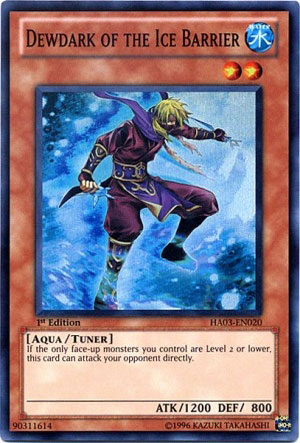 DEWDARK OF THE ICE BARRIER
WATER
水
1st Edition
HA03-EN020
[AQUA / TUNER]
If the only face-up monsters you control are Level 2 or lower,
this card can attack your opponent directly.
ATK/1200 DEF/ 800
90311614
©1996 KAZUKI TAKAHASHI